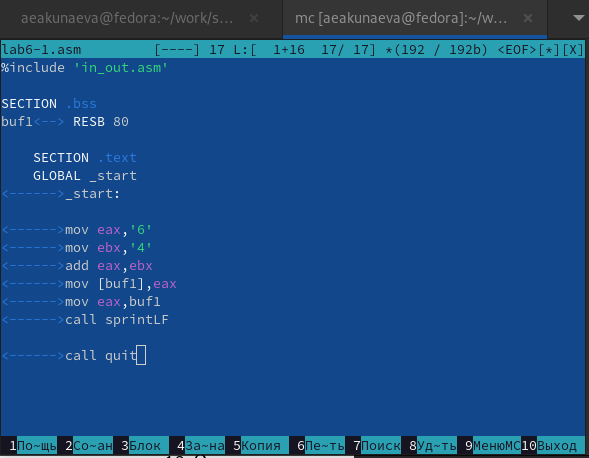 aeakunaeva@fedora:~/work/s... × mc [aeakunaeva@fedora]:~/w... ×
lab6-1.asm [----] 17 L:[ 1+16 17/ 17] *(192 / 192b) <EOF>[*][X]
%include 'in_out.asm'
SECTION .bss
buf1<--> RESB 80
SECTION .text
GLOBAL _start
<------>_start:
<------>mov eax,'6'
<------>mov ebx,'4'
<------>add eax,ebx
<------>mov [buf1],eax
<------>mov eax,buf1
<------>call sprintLF
<------>call quit
1По~щь 2Со~ан 3Блок 4За~на 5Копия 6Пе~ть 7Поиск 8Уд~ть 9МенюMC 10Выход